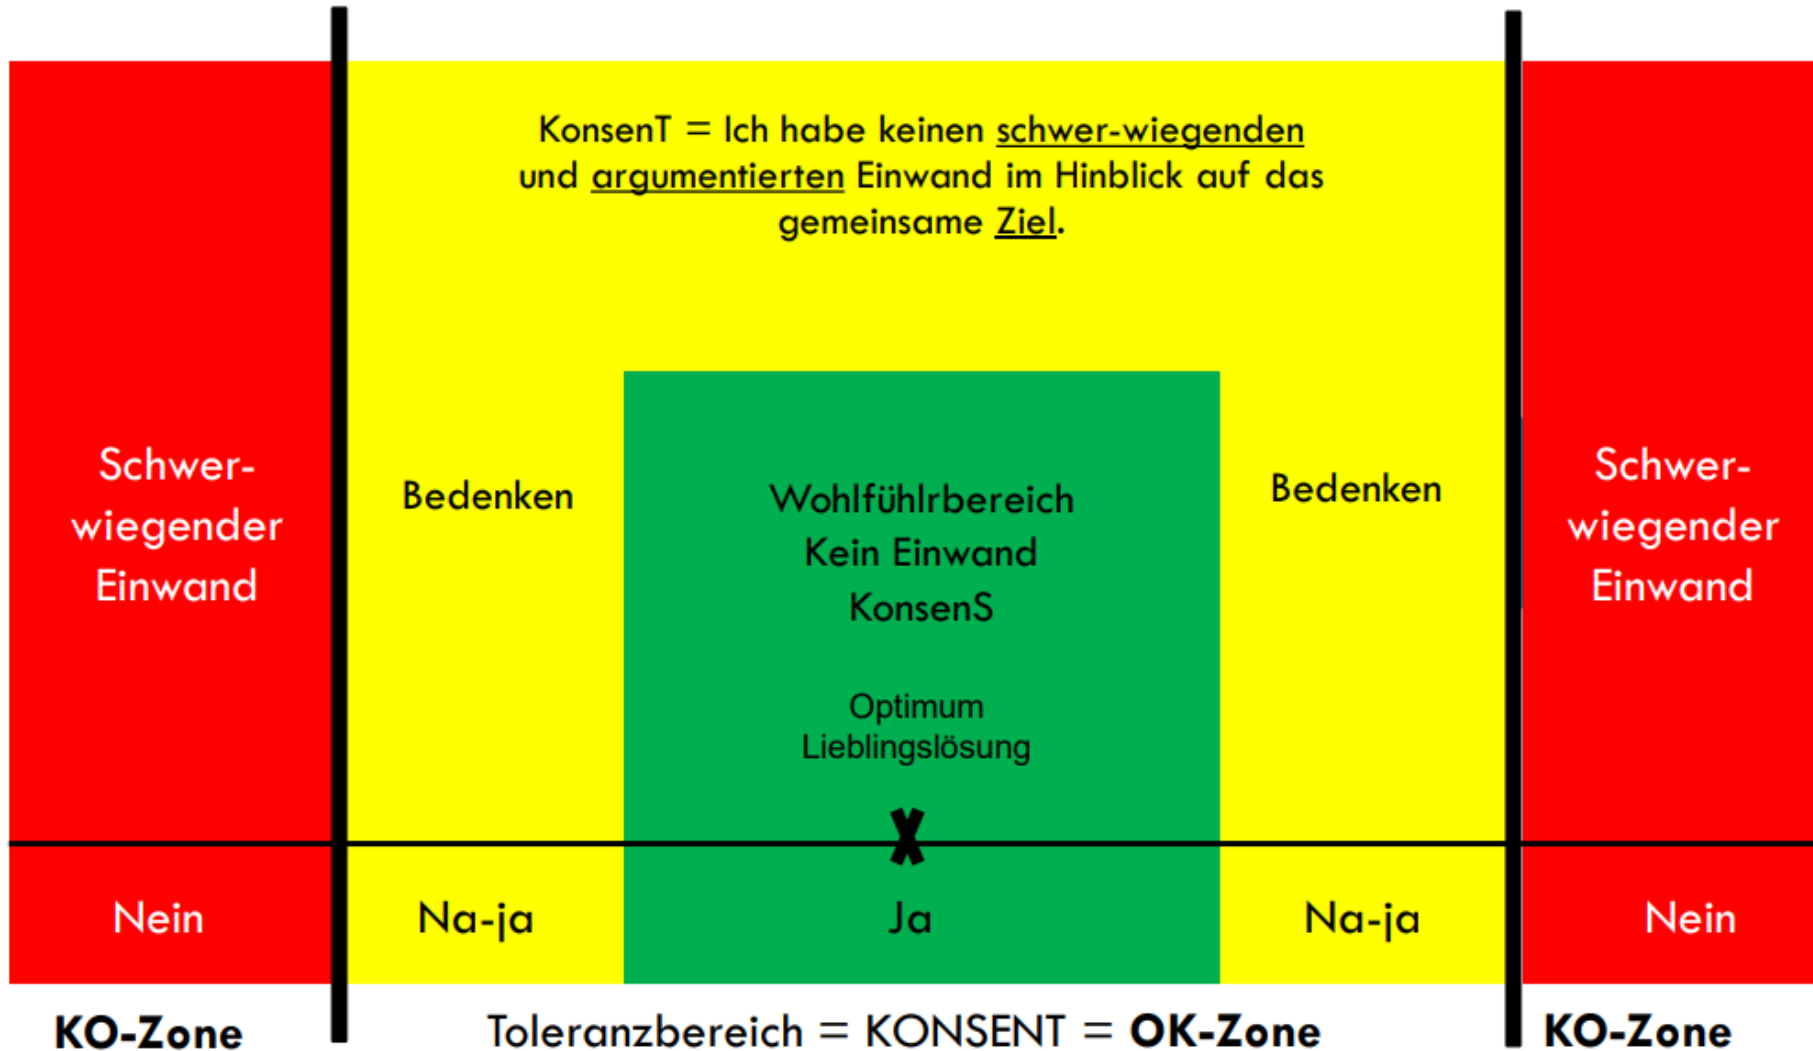 KonsenT = Ich habe keinen schwer-wiegenden
und argumentierten Einwand im Hinblick auf das
gemeinsame Ziel.
Schwer-
wiegender
Einwand
Bedenken
Wohlfühlrbereich
Kein Einwand
KonsenS
Optimum
Lieblingslösung
Bedenken
Schwer-
wiegender
Einwand
Nein
Na-ja
Ja
Na-ja
Nein
KO-Zone
Toleranzbereich = KONSENT = OK-Zone
KO-Zone